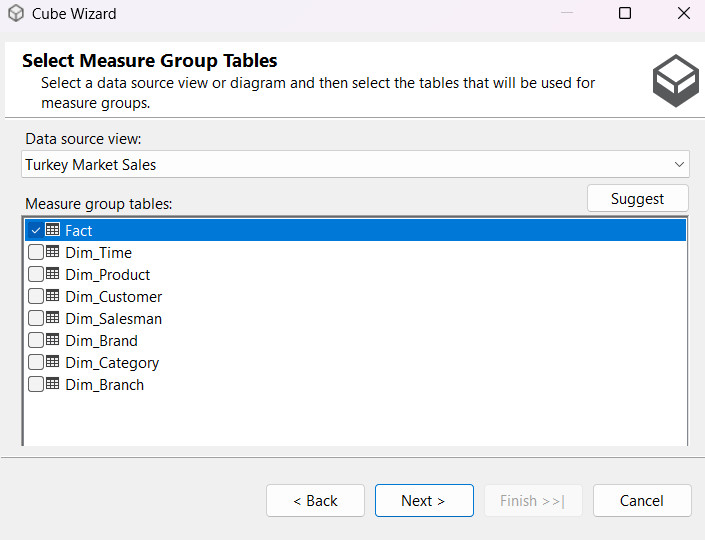 Cube Wizard
Select Measure Group Tables
Select a data source view or diagram and then select the tables that will be used for
measure groups.
Data source view:
Turkey Market Sales
Measure group tables:
Suggest
Fact
Dim_Time
Dim_Product
Dim_Customer
Dim_Salesman
Dim_Brand
Dim_Category
Dim_Branch
< Back
Next >
Finish >>|
Cancel